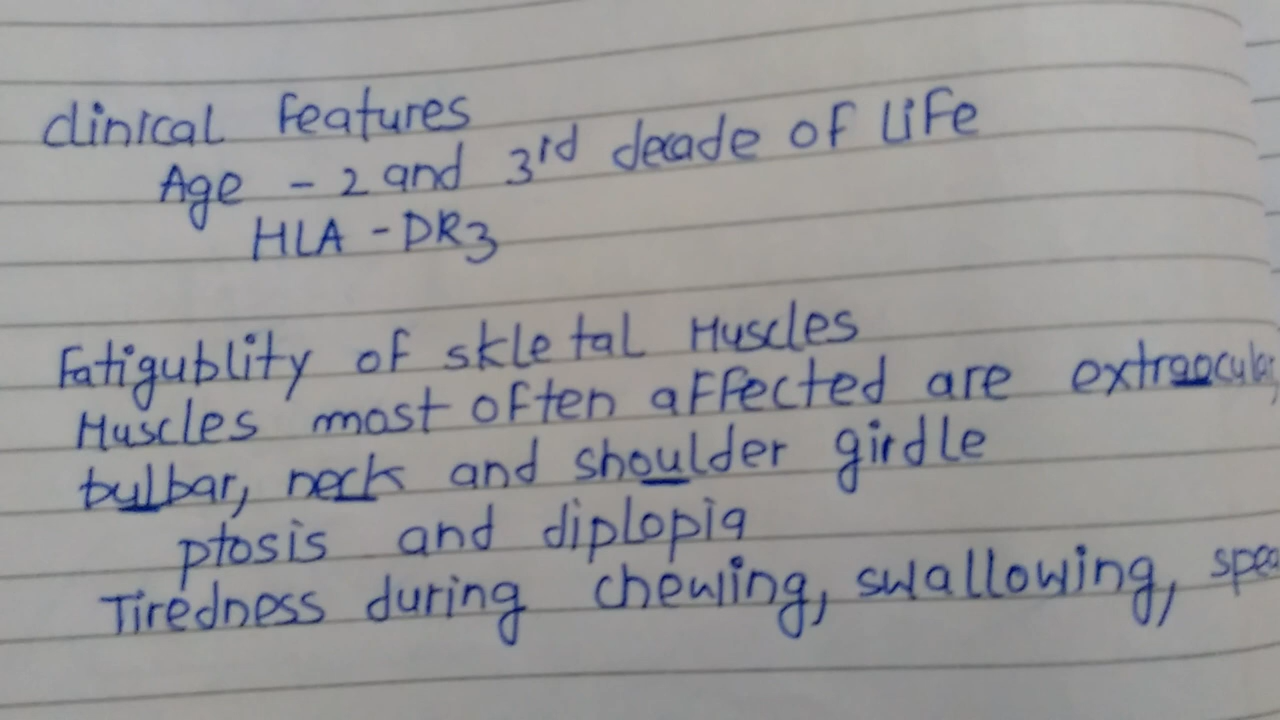 clinical features
Age - 2 and 3rd decade of life
HLA - DR3
Fatigublity of skletal Muscles
Muscles most often affected are extraocular,
bulbar, neck and shoulder girdle
ptosis and diplopia
Tiredness during chewing, swallowing,